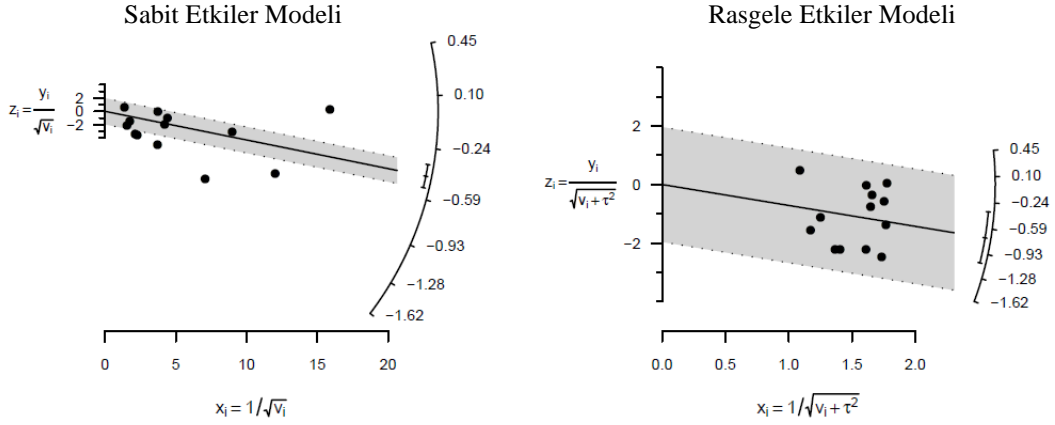 Sabit Etkiler Modeli
Rasgele Etkiler Modeli
zᵢ = yᵢ / √vᵢ
2
0
−2
0.45
0.10
−0.24
−0.59
−0.93
−1.28
−1.62
0 5 10 15 20
xᵢ = 1/√vᵢ
zᵢ = yᵢ / √(vᵢ + τ²)
2
0
−2
0.45
0.10
−0.24
−0.59
−0.93
−1.28
−1.62
0.0 0.5 1.0 1.5 2.0
xᵢ = 1/√(vᵢ + τ²)